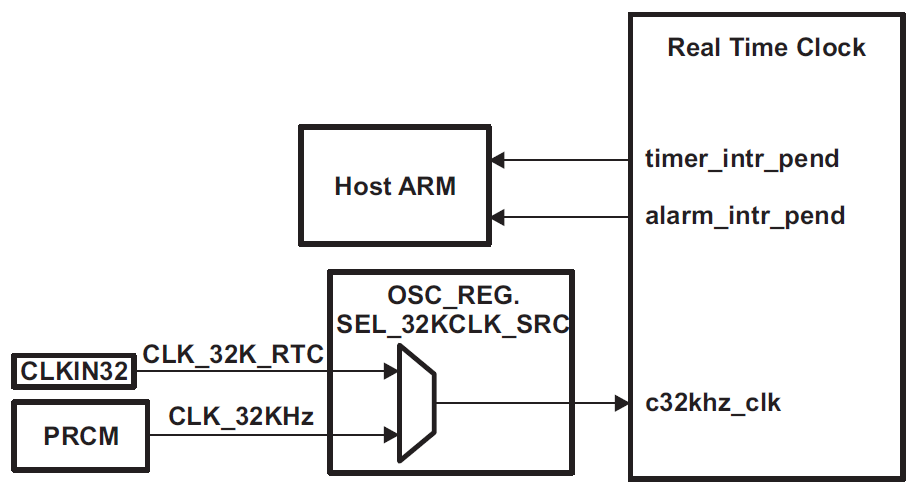 Real Time Clock
timer_intr_pend
Host ARM
alarm_intr_pend
OSC_REG.
SEL_32KCLK_SRC
CLK_32K_RTC
CLKIN32
c32khz_clk
CLK_32KHz
PRCM